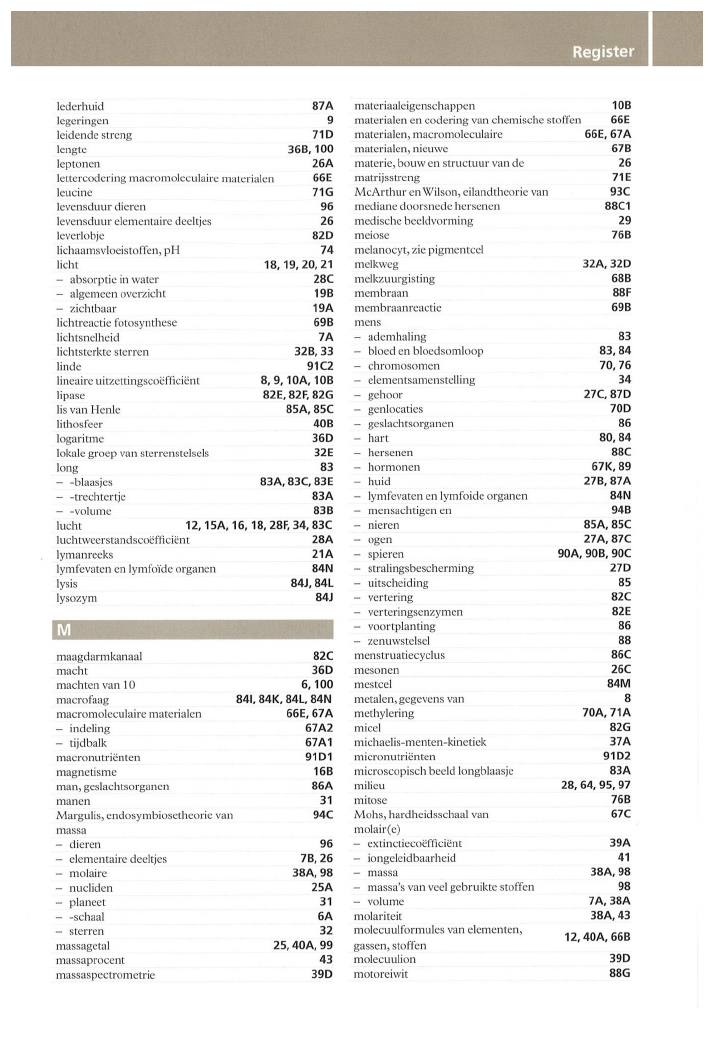 Register
lederhuid 87A
legeringen 9
leidende streng 71D
lengte 36B, 100
leptonen 26A
lettercodering macromoleculaire materialen 66E
leucine 71G
levensduur dieren 96
levensduur elementaire deeltjes 26
leverlobje 82D
lichaamsvloeistoffen, pH 74
licht 18, 19, 20, 21
– absorptie in water 28C
– algemeen overzicht 19B
– zichtbaar 19A
lichtreactie fotosynthese 69B
lichtsnelheid 7A
lichtsterkte sterren 32B, 33
linde 91C2
lineaire uitzettingscoëfficiënt 8, 9, 10A, 10B
lipase 82E, 82F, 82G
lis van Henle 85A, 85C
lithosfeer 40B
logaritme 36D
lokale groep van sterrenstelsels 32E
long 83
– -blaasjes 83A, 83C, 83E
– -trechtertje 83A
– -volume 83B
lucht 12, 15A, 16, 18, 28F, 34, 83C
luchtweerstandscoëfficiënt 28A
lymanreeks 21A
lymfevaten en lymfoïde organen 84N
lysis 84J, 84L
lysozym 84J
M
maagdarmkanaal 82C
macht 36D
machten van 10 6, 100
macrofaag 84I, 84K, 84L, 84N
macromoleculaire materialen 66E, 67A
– indeling 67A2
– tijdbalk 67A1
macronutriënten 91D1
magnetisme 16B
man, geslachtsorganen 86A
manen 31
Margulis, endosymbiosetheorie van 94C
massa
– dieren 96
– elementaire deeltjes 7B, 26
– molaire 38A, 98
– nucliden 25A
– planeet 31
– -schaal 6A
– sterren 32
massagetal 25, 40A, 99
massaprocent 43
massaspectrometrie 39D
materiaaleigenschappen 10B
materialen en codering van chemische stoffen 66E
materialen, macromoleculaire 66E, 67A
materialen, nieuwe 67B
materie, bouw en structuur van de 26
matrijsstreng 71E
McArthur en Wilson, eilandtheorie van 93C
mediane doorsnede hersenen 88C1
medische beeldvorming 29
meiose 76B
melanocyt, zie pigmentcel
melkweg 32A, 32D
melkzuurgisting 68B
membraan 88F
membraanreactie 69B
mens
– ademhaling 83
– bloed en bloedsomloop 83, 84
– chromosomen 70, 76
– elementsamenstelling 34
– gehoor 27C, 87D
– genlocaties 70D
– geslachtsorganen 86
– hart 80, 84
– hersenen 88C
– hormonen 67K, 89
– huid 27B, 87A
– lymfevaten en lymfoide organen 84N
– mensachtigen en 94B
– nieren 85A, 85C
– ogen 27A, 87C
– spieren 90A, 90B, 90C
– stralingsbescherming 27D
– uitscheiding 85
– vertering 82C
– verteringsenzymen 82E
– voortplanting 86
– zenuwstelsel 88
menstruatiecyclus 86C
mesonen 26C
mestcel 84M
metalen, gegevens van 8
methylering 70A, 71A
micel 82G
michaelis-menten-kinetiek 37A
micronutriënten 91D2
microscopisch beeld longblaasje 83A
milieu 28, 64, 95, 97
mitose 76B
Mohs, hardheidsschaal van 67C
molair(e)
– extinctiecoëfficiënt 39A
– iongeleidbaarheid 41
– massa 38A, 98
– massa's van veel gebruikte stoffen 98
– volume 7A, 38A
molariteit 38A, 43
molecuulformules van elementen,
gassen, stoffen 12, 40A, 66B
molecuulion 39D
motoreiwit 88G